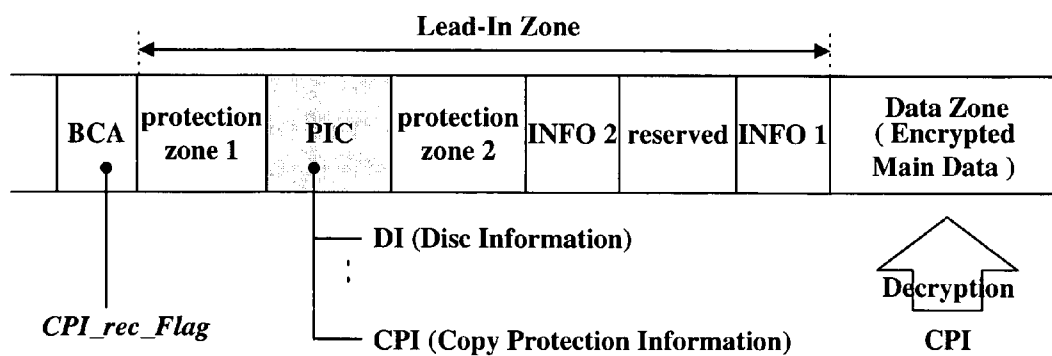 Lead-In Zone
BCA
protection
zone 1
PIC
protection
zone 2
INFO 2
reserved
INFO 1
Data Zone
( Encrypted
Main Data )
DI (Disc Information)
CPI_rec_Flag
CPI (Copy Protection Information)
Decryption
CPI